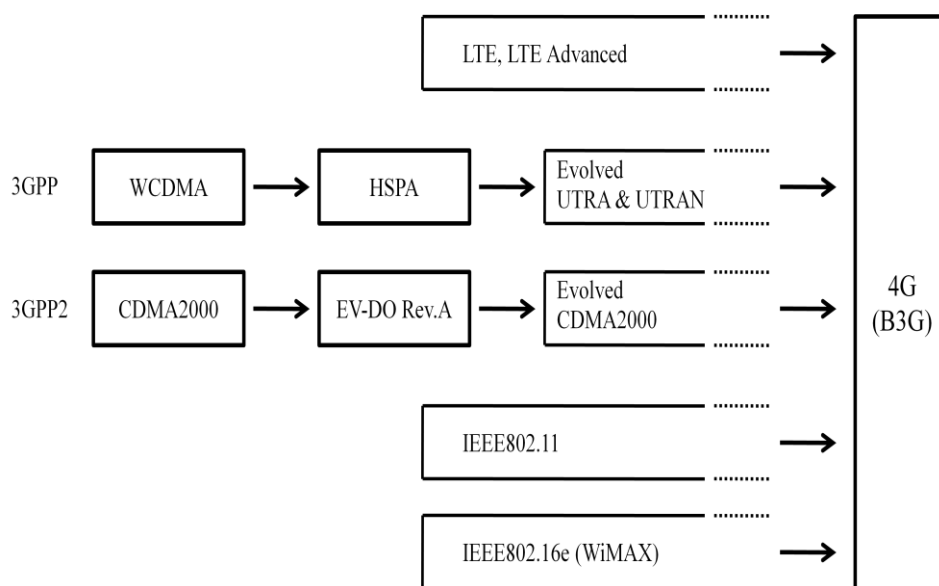 LTE, LTE Advanced
3GPP
WCDMA
HSPA
Evolved
UTRA & UTRAN
3GPP2
CDMA2000
EV-DO Rev.A
Evolved
CDMA2000
4G
(B3G)
IEEE802.11
IEEE802.16e (WiMAX)